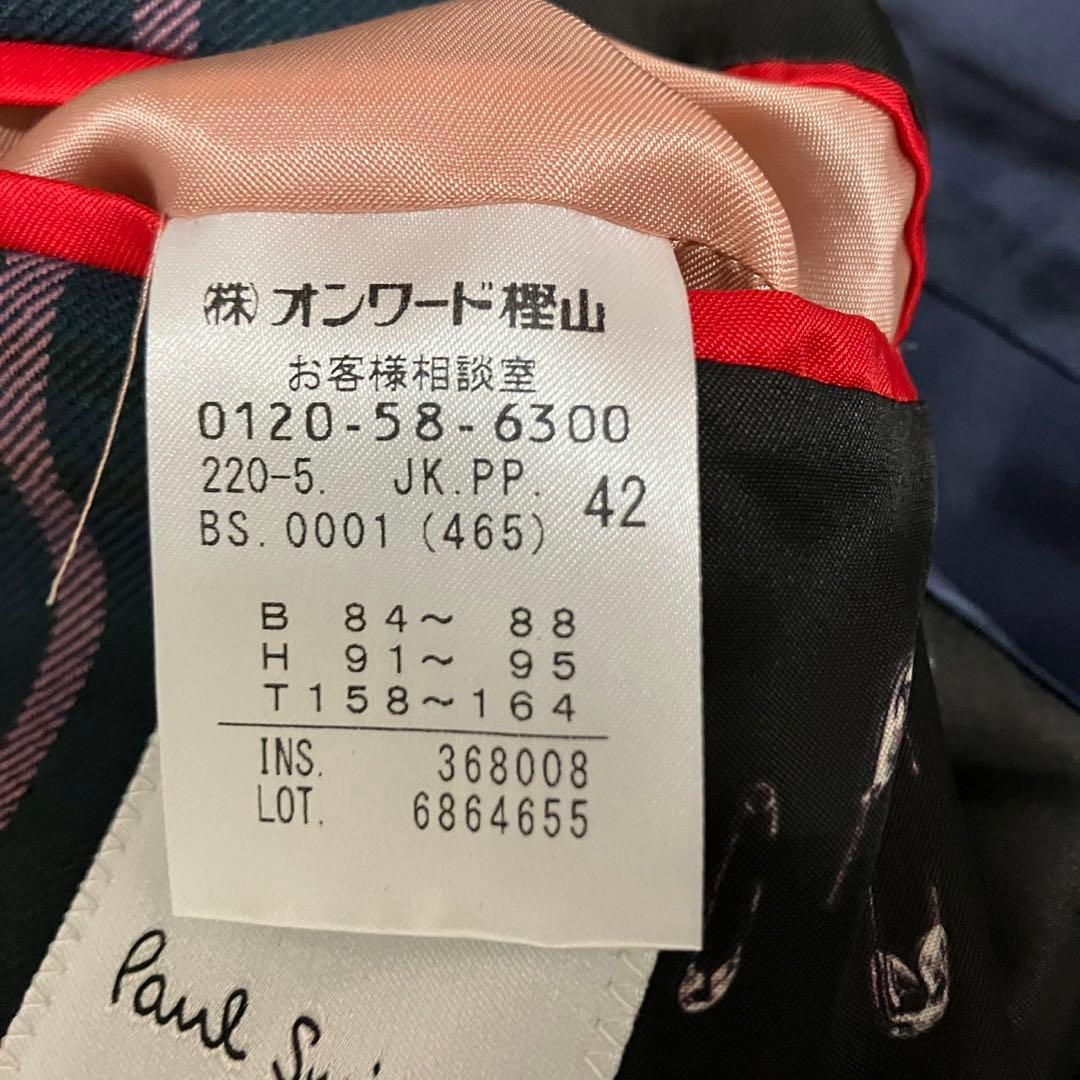 ㈱オンワード樫山
お客様相談室
0120-58-6300
220-5. JK.PP. 42
BS.0001 (465)
B 84～ 88
H 91～ 95
T158～164
INS. 368008
LOT. 6864655
Paul